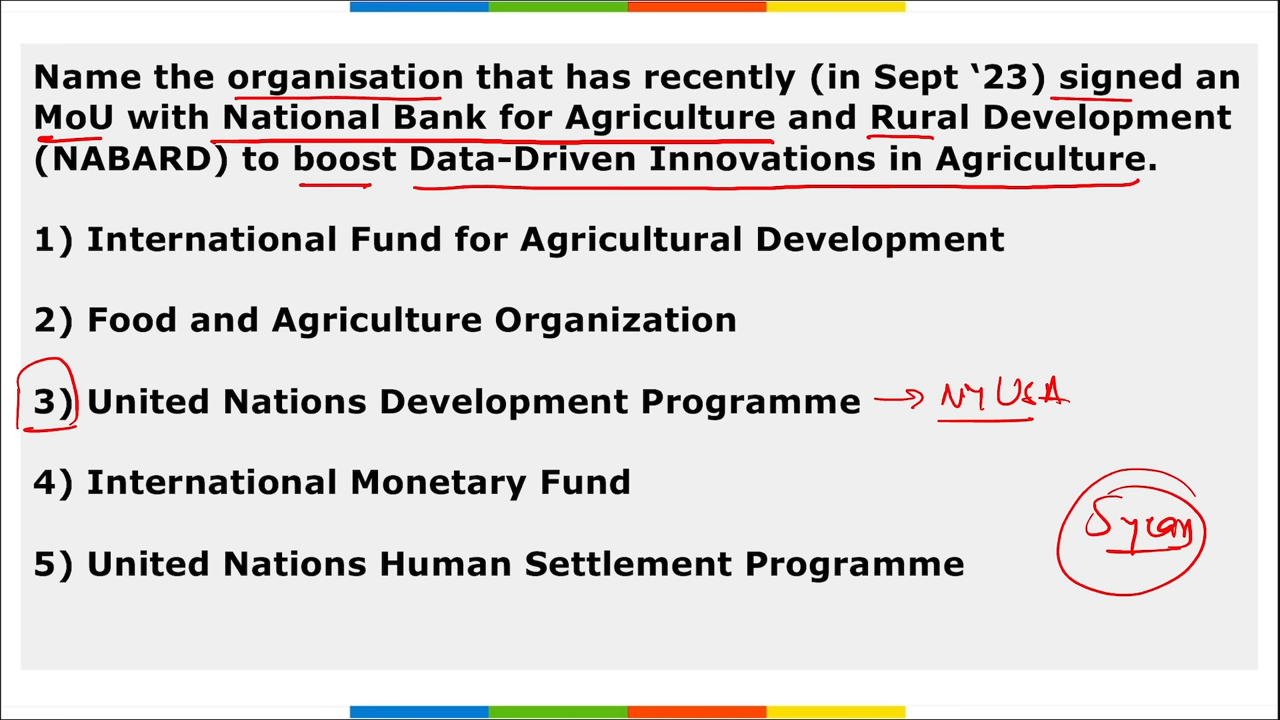 Name the organisation that has recently (in Sept ‘23) signed an
MoU with National Bank for Agriculture and Rural Development
(NABARD) to boost Data-Driven Innovations in Agriculture.
1) International Fund for Agricultural Development
2) Food and Agriculture Organization
3) United Nations Development Programme → NY USA
4) International Monetary Fund
5) United Nations Human Settlement Programme